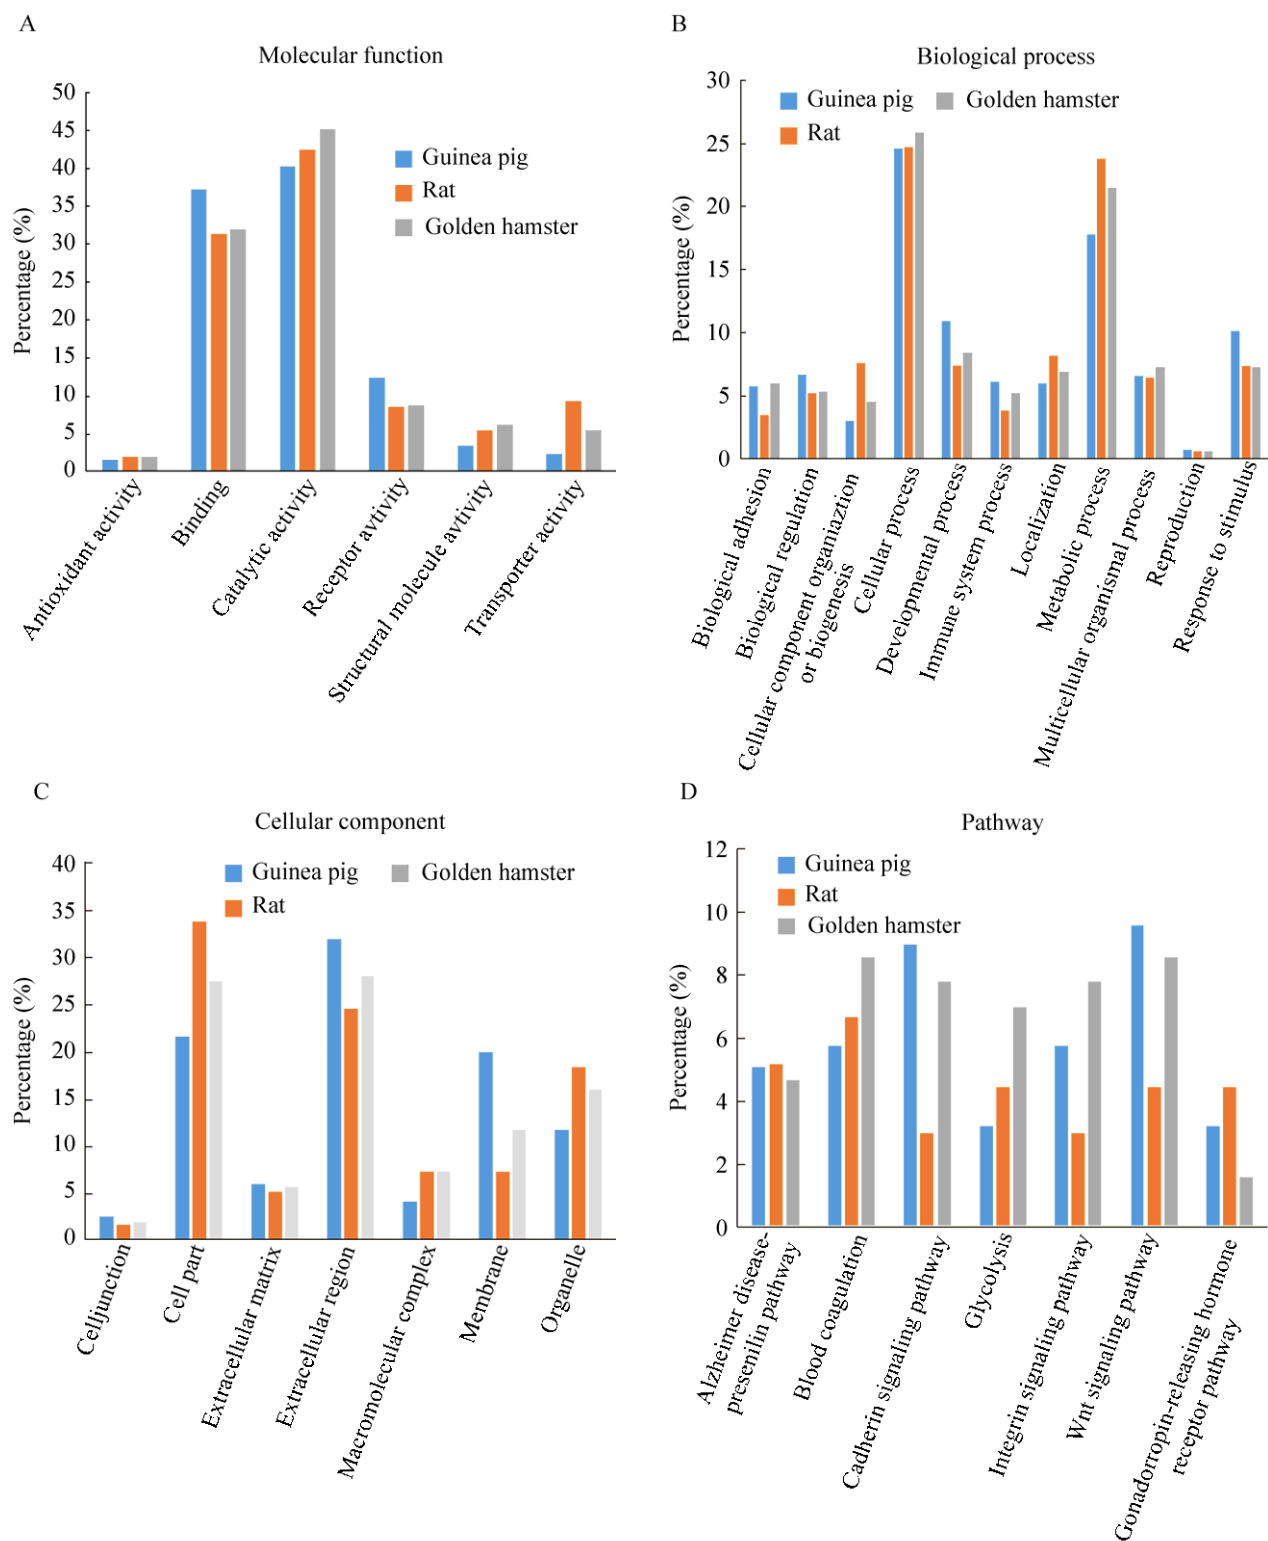 A
Molecular function
50
45
40
35
30
25
20
15
10
5
0
Percentage (%)
Guinea pig
Rat
Golden hamster
Antioxidant activity
Binding
Catalytic activity
Receptor avtivity
Structural molecule avtivity
Transporter activity
B
Biological process
30
25
20
15
10
5
0
Percentage (%)
Guinea pig
Golden hamster
Rat
Biological adhesion
Biological regulation
Cellular component organiaztion
or biogenesis
Cellular process
Developmental process
Immune system process
Localization
Metabolic process
Multicellular organismal process
Reproduction
Response to stimulus
C
Cellular component
40
35
30
25
20
15
10
5
0
Percentage (%)
Guinea pig
Golden hamster
Rat
Celljunction
Cell part
Extracellular matrix
Extracellular region
Macromolecular complex
Membrane
Organelle
D
Pathway
12
10
8
6
4
2
0
Percentage (%)
Guinea pig
Rat
Golden hamster
Alzheimer disease-
presenilin pathway
Blood coagulation
Cadherin signaling pathway
Glycolysis
Integrin signaling pathway
Wnt signaling pathway
Gonadorropin-releasing hormone
receptor pathway